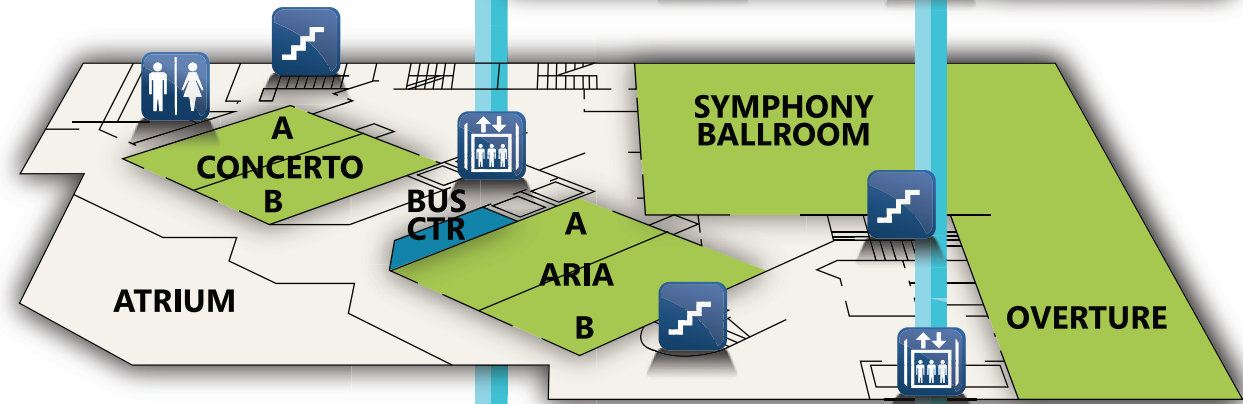 SYMPHONY
BALLROOM
A
CONCERTO
B
BUS
CTR
A
ARIA
B
ATRIUM
OVERTURE